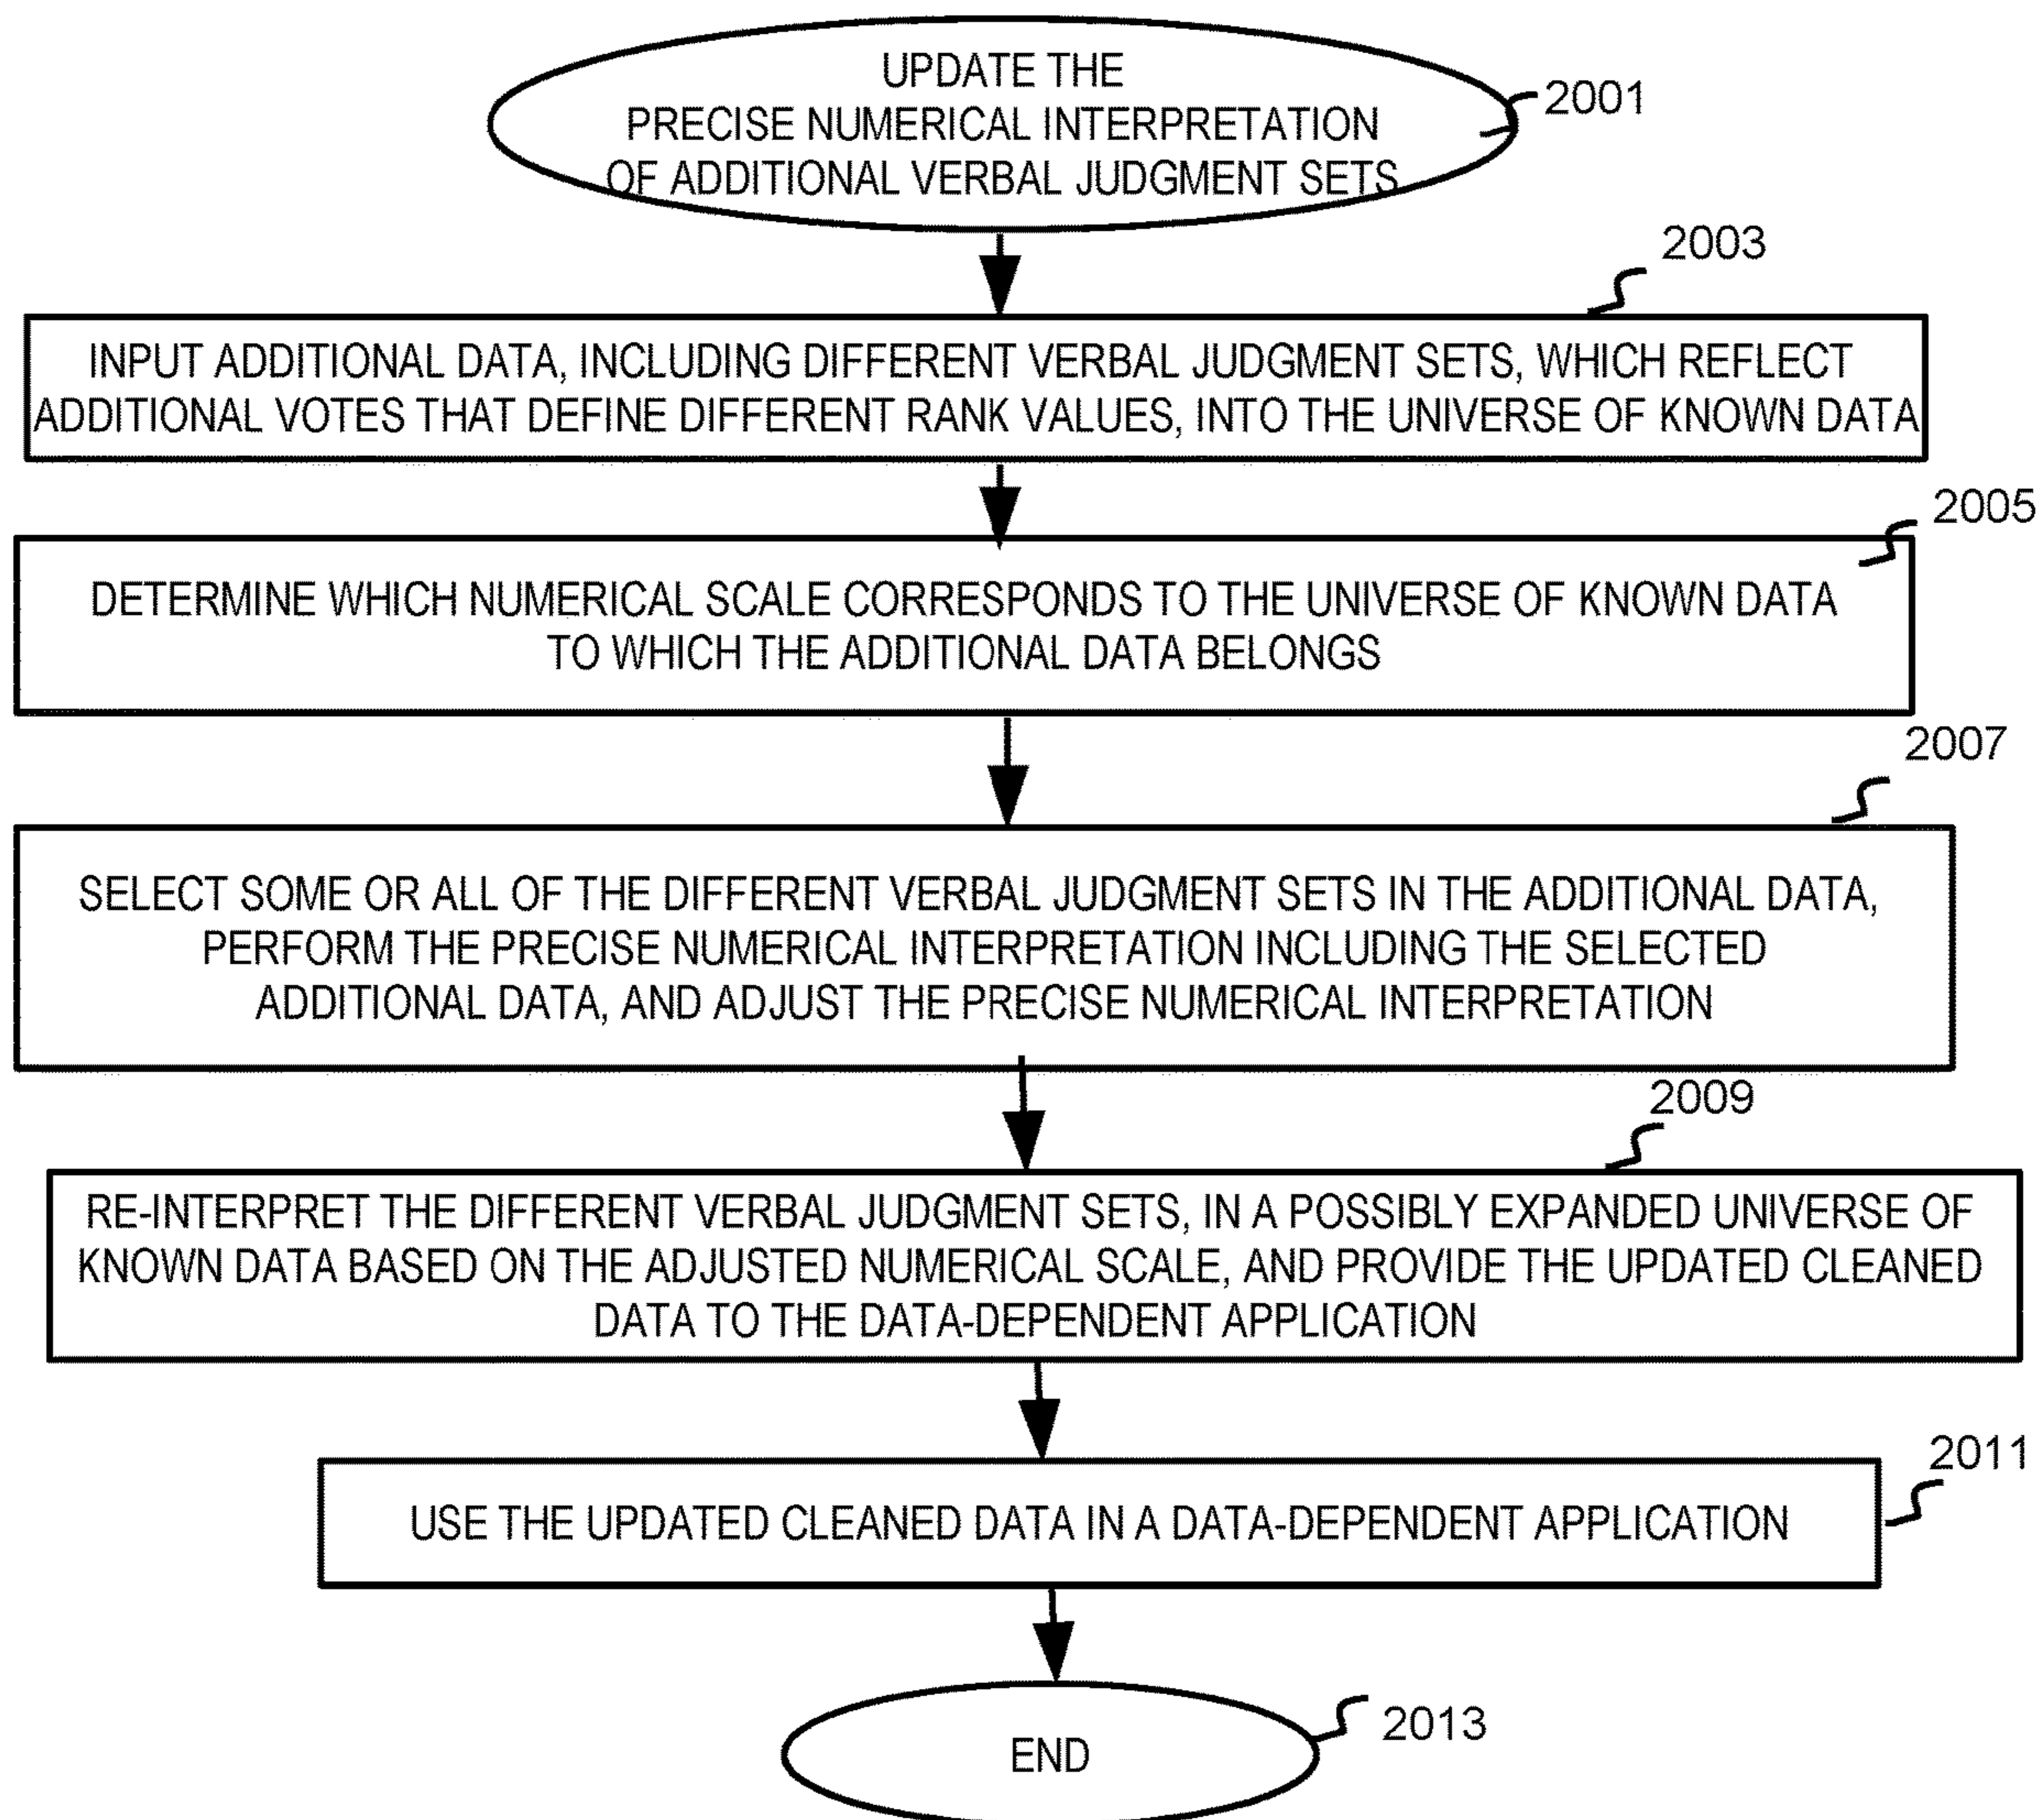 UPDATE THE
PRECISE NUMERICAL INTERPRETATION
OF ADDITIONAL VERBAL JUDGMENT SETS
2001
2003
INPUT ADDITIONAL DATA, INCLUDING DIFFERENT VERBAL JUDGMENT SETS, WHICH REFLECT
ADDITIONAL VOTES THAT DEFINE DIFFERENT RANK VALUES, INTO THE UNIVERSE OF KNOWN DATA
2005
DETERMINE WHICH NUMERICAL SCALE CORRESPONDS TO THE UNIVERSE OF KNOWN DATA
TO WHICH THE ADDITIONAL DATA BELONGS
2007
SELECT SOME OR ALL OF THE DIFFERENT VERBAL JUDGMENT SETS IN THE ADDITIONAL DATA,
PERFORM THE PRECISE NUMERICAL INTERPRETATION INCLUDING THE SELECTED
ADDITIONAL DATA, AND ADJUST THE PRECISE NUMERICAL INTERPRETATION
2009
RE-INTERPRET THE DIFFERENT VERBAL JUDGMENT SETS, IN A POSSIBLY EXPANDED UNIVERSE OF
KNOWN DATA BASED ON THE ADJUSTED NUMERICAL SCALE, AND PROVIDE THE UPDATED CLEANED
DATA TO THE DATA-DEPENDENT APPLICATION
2011
USE THE UPDATED CLEANED DATA IN A DATA-DEPENDENT APPLICATION
END
2013